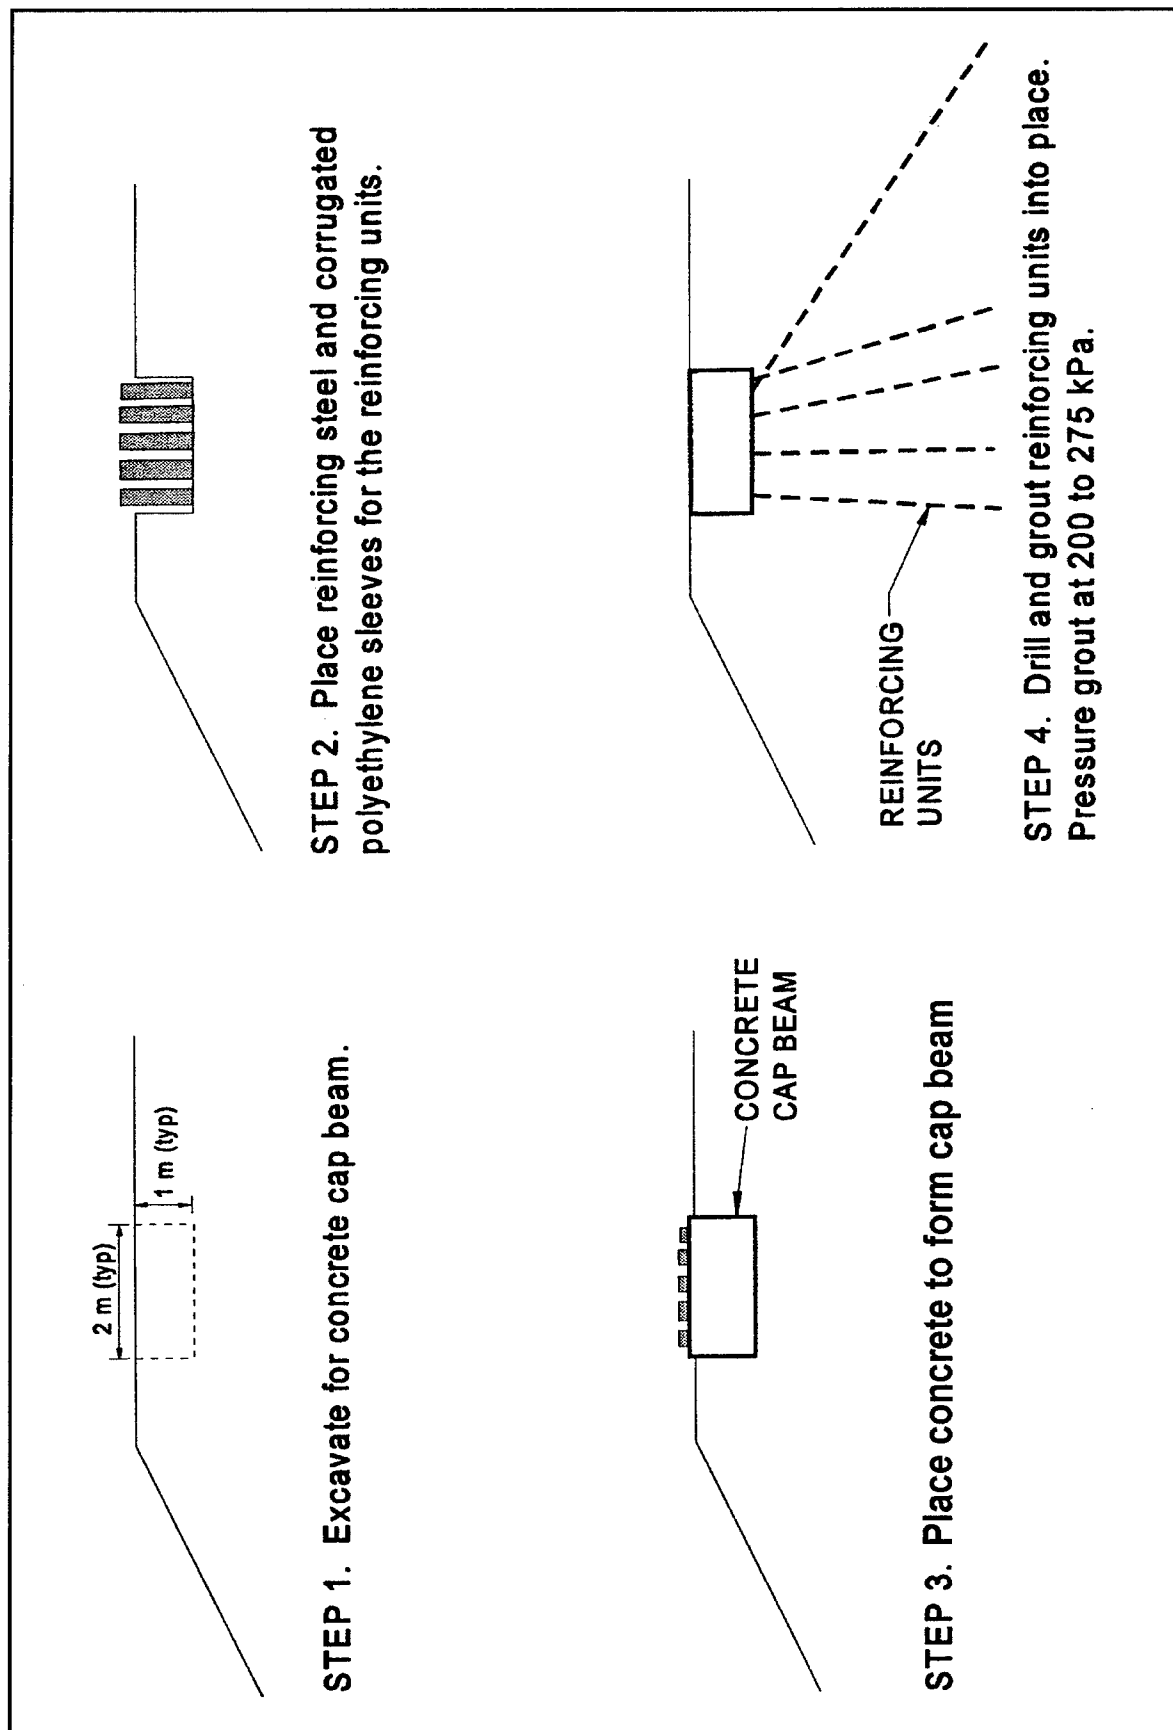 2 m (typ)
1 m (typ)
STEP 1. Excavate for concrete cap beam.
STEP 2. Place reinforcing steel and corrugated
polyethylene sleeves for the reinforcing units.
CONCRETE
CAP BEAM
STEP 3. Place concrete to form cap beam
REINFORCING
UNITS
STEP 4. Drill and grout reinforcing units into place.
Pressure grout at 200 to 275 kPa.